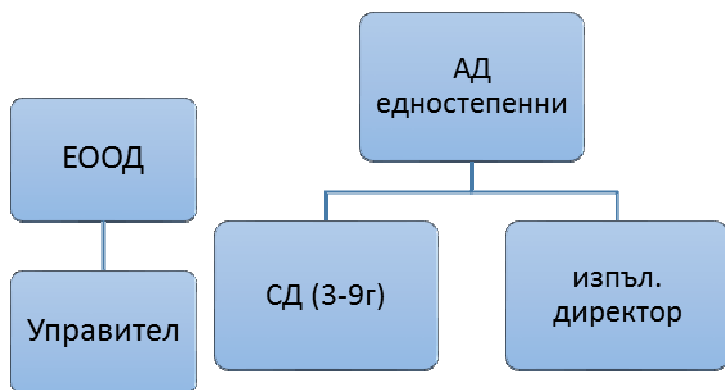 ЕООД
Управител
АД
едностепенни
СД (3-9г)
изпъл.
директор